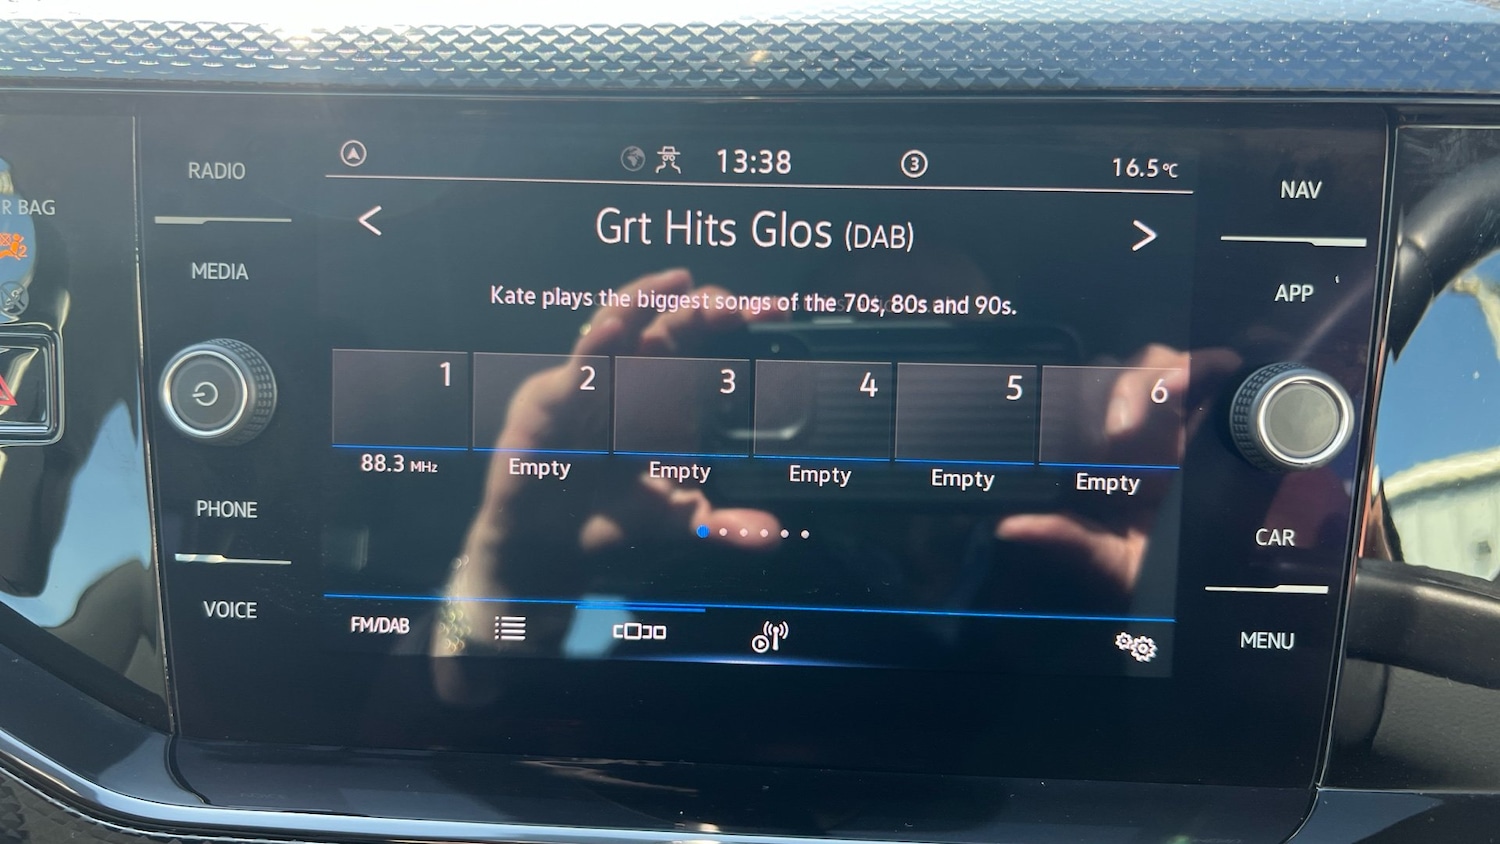 RADIO
MEDIA
R BAG
PHONE
VOICE
13:38
3
16.5°C
Grt Hits Glos (DAB)
Kate plays the biggest songs of the 70s, 80s and 90s.
1 2 3 4 5 6
88.3 MHz Empty Empty Empty Empty Empty
FM/DAB
NAV
APP
CAR
MENU